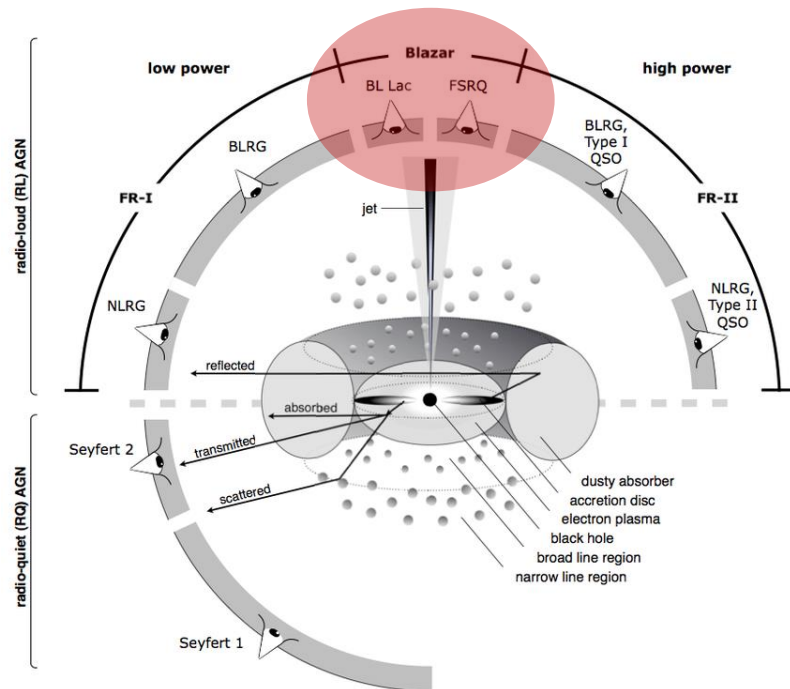 low power
Blazar
high power
BL Lac
FSRQ
BLRG
BLRG,
Type I
QSO
radio-loud (RL) AGN
jet
FR-I
FR-II
NLRG
NLRG,
Type II
QSO
reflected
absorbed
transmitted
scattered
Seyfert 2
dusty absorber
accretion disc
electron plasma
black hole
broad line region
narrow line region
radio-quiet (RQ) AGN
Seyfert 1